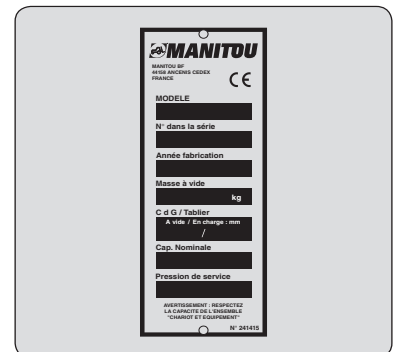 MANITOU
MANITOU BF
44158 ANCENIS CEDEX
FRANCE
CE
MODELE
N° dans la série
Année fabrication
Masse à vide
kg
C d G / Tablier
A vide / En charge : mm
/
Cap. Nominale
Pression de service
AVERTISSEMENT : RESPECTEZ
LA CAPACITE DE L'ENSEMBLE
"CHARIOT ET EQUIPEMENT"
N° 241415